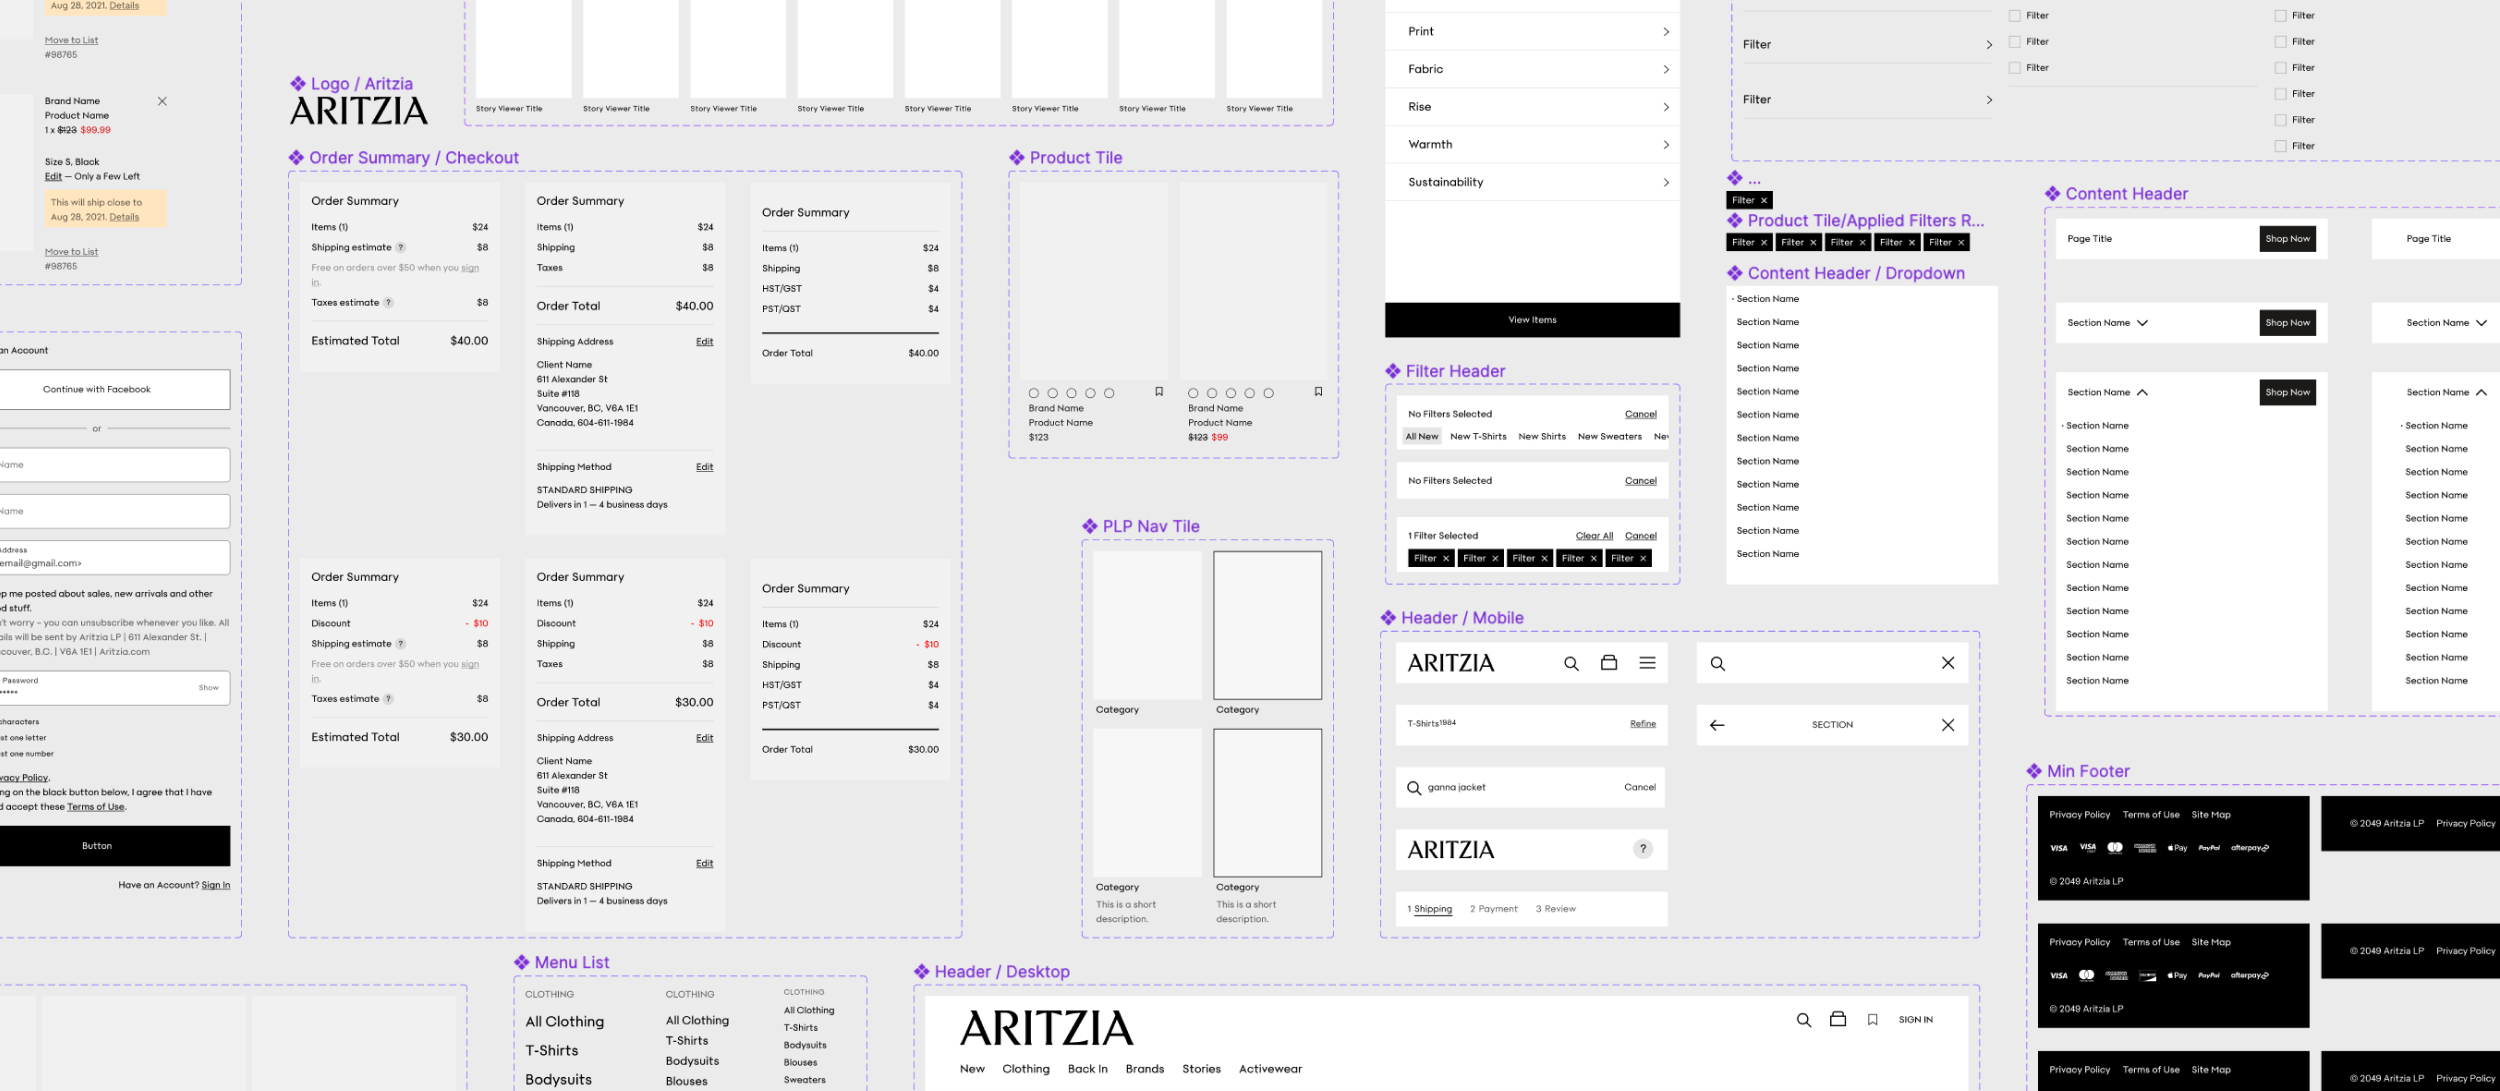 Aug 28, 2021. Details
Move to List
#98765
Brand Name
Product Name
1 x $123 $99.99
Size S, Black
Edit — Only a Few Left
This will ship close to
Aug 28, 2021. Details
Move to List
#98765
an Account
Continue with Facebook
or
Name
Name
Address
email@gmail.com>
ep me posted about sales, new arrivals and other
d stuff.
't worry – you can unsubscribe whenever you like. All
ails will be sent by Aritzia LP | 611 Alexander St. |
couver, B.C. | V6A 1E1 | Aritzia.com
Password
Show
characters
st one letter
st one number
vacy Policy.
ng on the black button below, I agree that I have
d accept these Terms of Use.
Button
Have an Account? Sign In
Logo / Aritzia
ARITZIA
Story Viewer Title
Story Viewer Title
Story Viewer Title
Story Viewer Title
Story Viewer Title
Story Viewer Title
Story Viewer Title
Story Viewer Title
Order Summary / Checkout
Order Summary
Items (1) $24
Shipping estimate ? $8
Free on orders over $50 when you sign
in.
Taxes estimate ? $8
Estimated Total $40.00
Order Summary
Items (1) $24
Shipping $8
Taxes $8
Order Total $40.00
Shipping Address Edit
Client Name
611 Alexander St
Suite #118
Vancouver, BC, V6A 1E1
Canada, 604-611-1984
Shipping Method Edit
STANDARD SHIPPING
Delivers in 1 — 4 business days
Order Summary
Items (1) $24
Shipping $8
HST/GST $4
PST/QST $4
Order Total $40.00
Order Summary
Items (1) $24
Discount - $10
Shipping estimate ? $8
Free on orders over $50 when you sign
in.
Taxes estimate ? $8
Estimated Total $30.00
Order Summary
Items (1) $24
Discount - $10
Shipping $8
Taxes $8
Order Total $30.00
Shipping Address Edit
Client Name
611 Alexander St
Suite #118
Vancouver, BC, V6A 1E1
Canada, 604-611-1984
Shipping Method Edit
STANDARD SHIPPING
Delivers in 1 — 4 business days
Order Summary
Items (1) $24
Discount - $10
Shipping $8
HST/GST $4
PST/QST $4
Order Total $30.00
Product Tile
Brand Name
Product Name
$123
Brand Name
Product Name
$123 $99
PLP Nav Tile
Category
Category
Category
This is a short
description.
Category
This is a short
description.
Print
Fabric
Rise
Warmth
Sustainability
View Items
Filter Header
No Filters Selected Cancel
All New New T-Shirts New Shirts New Sweaters Nev
No Filters Selected Cancel
1 Filter Selected Clear All Cancel
Filter Filter Filter Filter Filter
Header / Mobile
ARITZIA
T-Shirts1984 Refine
ganna jacket Cancel
ARITZIA ?
1 Shipping 2 Payment 3 Review
SECTION
Filter
Filter
Filter
Filter
Filter
Filter
Filter
Filter
Filter
Filter
Filter
...
Filter
Product Tile/Applied Filters R...
Filter Filter Filter Filter Filter
Content Header / Dropdown
· Section Name
Section Name
Section Name
Section Name
Section Name
Section Name
Section Name
Section Name
Section Name
Section Name
Section Name
Section Name
Content Header
Page Title Shop Now
Section Name Shop Now
Section Name Shop Now
· Section Name
Section Name
Section Name
Section Name
Section Name
Section Name
Section Name
Section Name
Section Name
Section Name
Section Name
Section Name
Page Title
Section Name
Section Name
· Section Name
Section Name
Section Name
Section Name
Section Name
Section Name
Section Name
Section Name
Section Name
Section Name
Section Name
Section Name
Min Footer
Privacy Policy Terms of Use Site Map
VISA VISA Pay PayPal afterpay
© 2049 Aritzia LP
© 2049 Aritzia LP Privacy Policy
Privacy Policy Terms of Use Site Map
VISA Pay PayPal afterpay
© 2049 Aritzia LP
© 2049 Aritzia LP Privacy Policy
Privacy Policy Terms of Use Site Map
© 2049 Aritzia LP Privacy Policy
Menu List
CLOTHING
All Clothing
T-Shirts
Bodysuits
CLOTHING
All Clothing
T-Shirts
Bodysuits
Blouses
CLOTHING
All Clothing
T-Shirts
Bodysuits
Blouses
Sweaters
Header / Desktop
ARITZIA
SIGN IN
New Clothing Back In Brands Stories Activewear